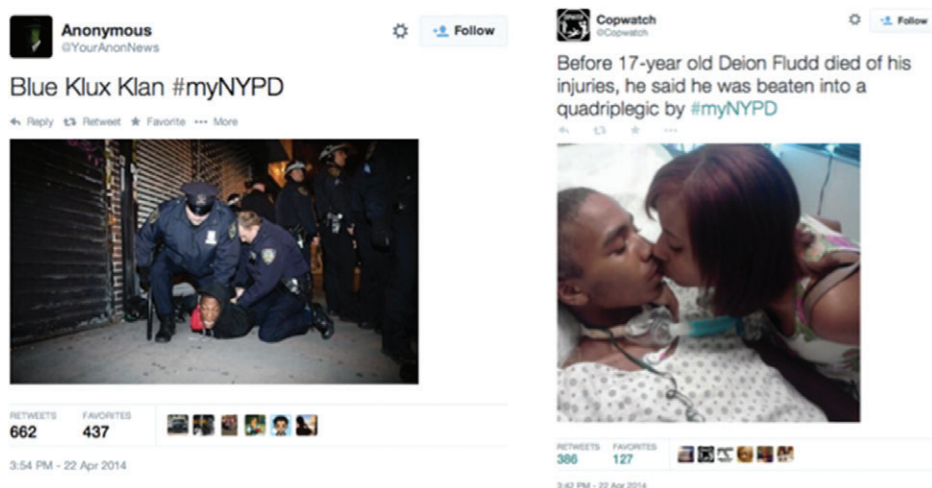 Anonymous
@YourAnonNews
Follow
Blue Klux Klan #myNYPD
Reply Retweet Favorite More
RETWEETS FAVORITES
662 437
3:54 PM - 22 Apr 2014
Copwatch
@Copwatch
Follow
Before 17-year old Deion Fludd died of his
injuries, he said he was beaten into a
quadriplegic by #myNYPD
RETWEETS FAVORITES
386 127
3:42 PM - 22 Apr 2014